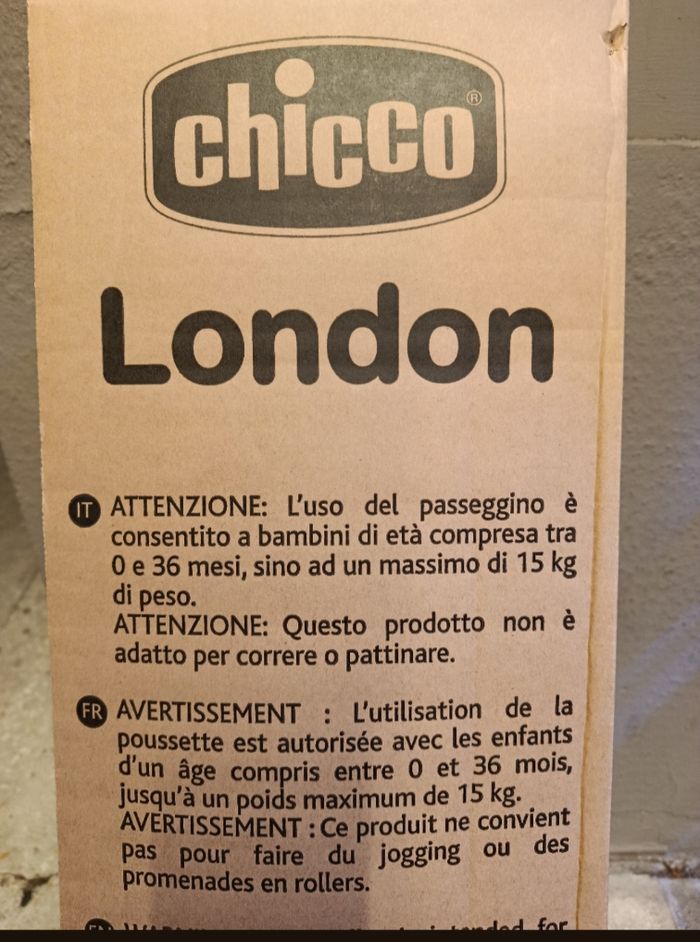 chicco®
London
IT ATTENZIONE: L'uso del passeggino è
consentito a bambini di età compresa tra
0 e 36 mesi, sino ad un massimo di 15 kg
di peso.
ATTENZIONE: Questo prodotto non è
adatto per correre o pattinare.
FR AVERTISSEMENT : L'utilisation de la
poussette est autorisée avec les enfants
d'un âge compris entre 0 et 36 mois,
jusqu'à un poids maximum de 15 kg.
AVERTISSEMENT : Ce produit ne convient
pas pour faire du jogging ou des
promenades en rollers.
intended for